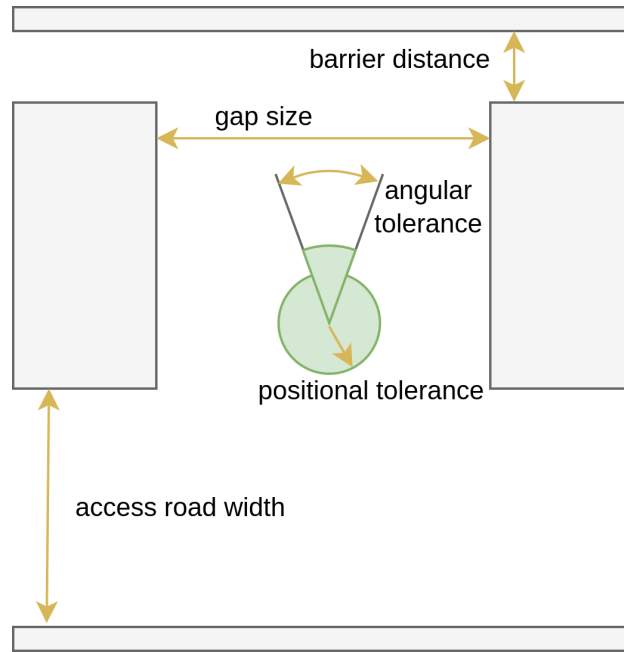 barrier distance
gap size
angular
tolerance
positional tolerance
access road width